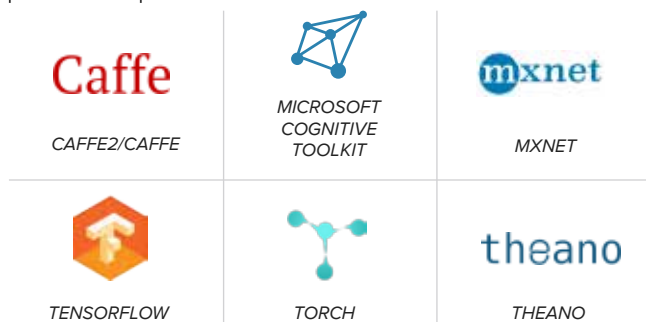 Caffe
CAFFE2/CAFFE
MICROSOFT
COGNITIVE
TOOLKIT
mxnet
MXNET
TENSORFLOW
TORCH
theano
THEANO